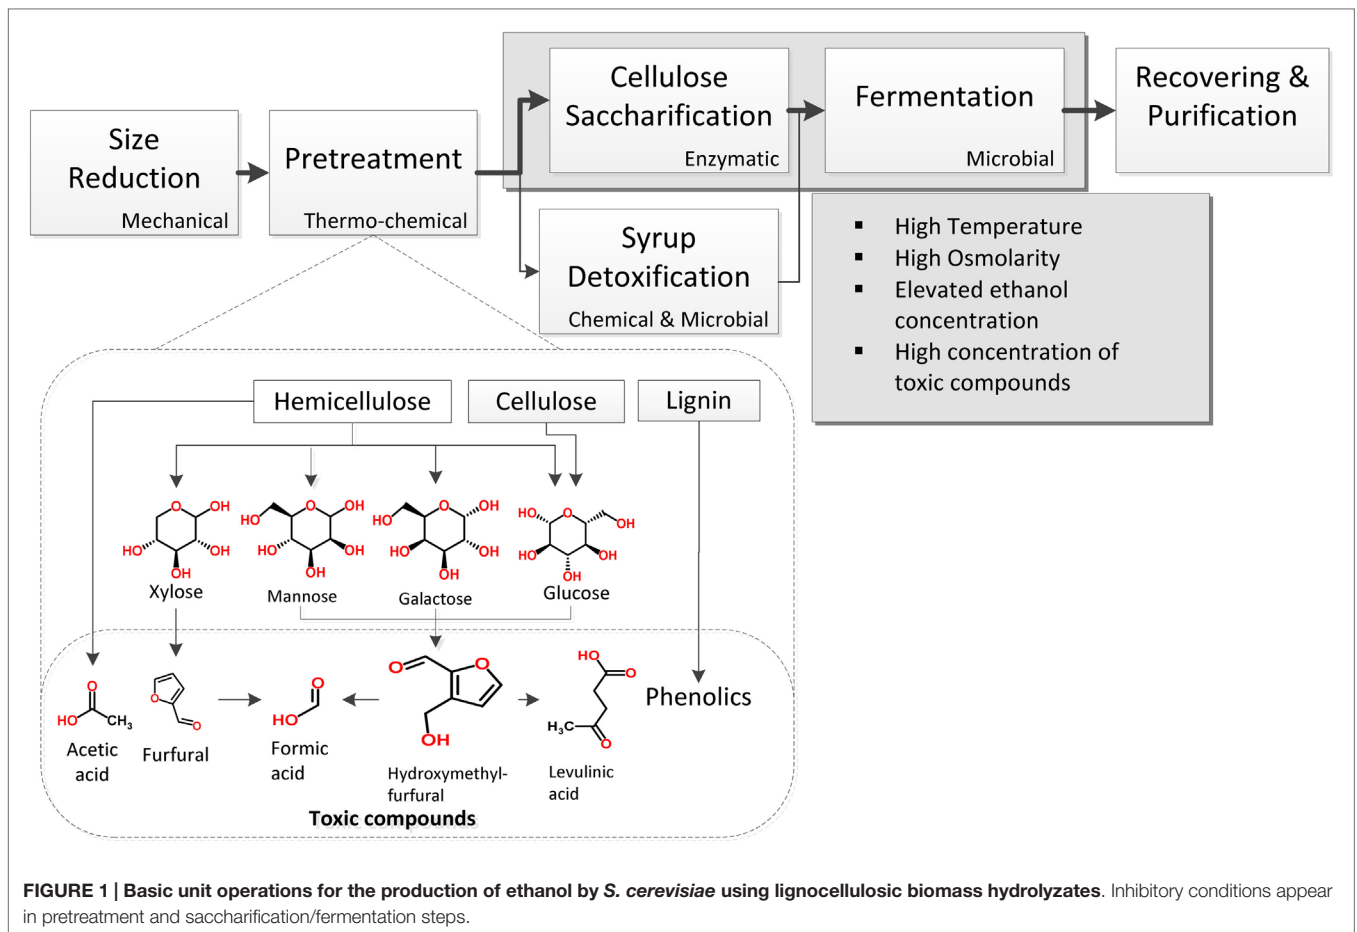 Size
Reduction
Mechanical
Pretreatment
Thermo-chemical
Cellulose
Saccharification
Enzymatic
Fermentation
Microbial
Recovering &
Purification
Syrup
Detoxification
Chemical & Microbial
▪ High Temperature
▪ High Osmolarity
▪ Elevated ethanol
concentration
▪ High concentration of
toxic compounds
Hemicellulose
Cellulose
Lignin
O
OH
HO
OH
OH
Xylose
HO
O
OH
HO
OH
OH
Mannose
HO
O
OH
HO
OH
OH
Galactose
HO
O
OH
HO
OH
OH
Glucose
O
HO
CH3
Acetic
acid
O
O
Furfural
O
HO
Formic
acid
O
O
OH
Hydroxymethyl-
furfural
HO
O
H3C
O
Levulinic
acid
Phenolics
Toxic compounds
FIGURE 1 | Basic unit operations for the production of ethanol by S. cerevisiae using lignocellulosic biomass hydrolyzates. Inhibitory conditions appear
in pretreatment and saccharification/fermentation steps.